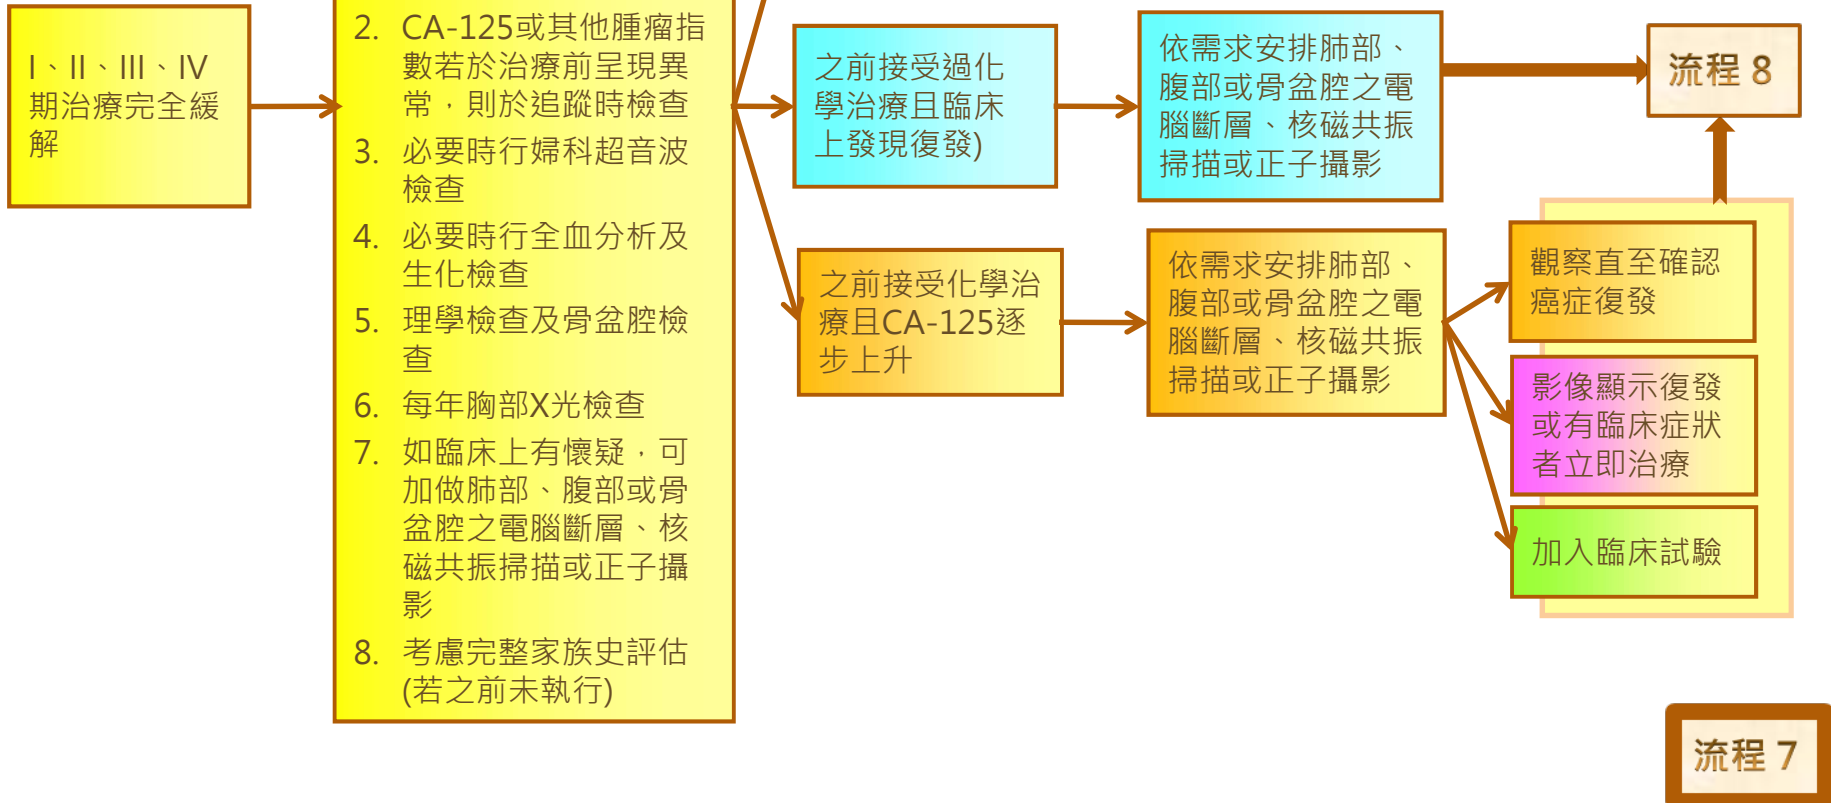 I、II、III、IV
期治療完全緩
解
2. CA-125或其他腫瘤指
數若於治療前呈現異
常，則於追蹤時檢查
3. 必要時行婦科超音波
檢查
4. 必要時行全血分析及
生化檢查
5. 理學檢查及骨盆腔檢
查
6. 每年胸部X光檢查
7. 如臨床上有懷疑，可
加做肺部、腹部或骨
盆腔之電腦斷層、核
磁共振掃描或正子攝
影
8. 考慮完整家族史評估
(若之前未執行)
之前接受過化
學治療且臨床
上發現復發)
依需求安排肺部、
腹部或骨盆腔之電
腦斷層、核磁共振
掃描或正子攝影
流程 8
之前接受化學治
療且CA-125逐
步上升
依需求安排肺部、
腹部或骨盆腔之電
腦斷層、核磁共振
掃描或正子攝影
觀察直至確認
癌症復發
影像顯示復發
或有臨床症狀
者立即治療
加入臨床試驗
流程 7